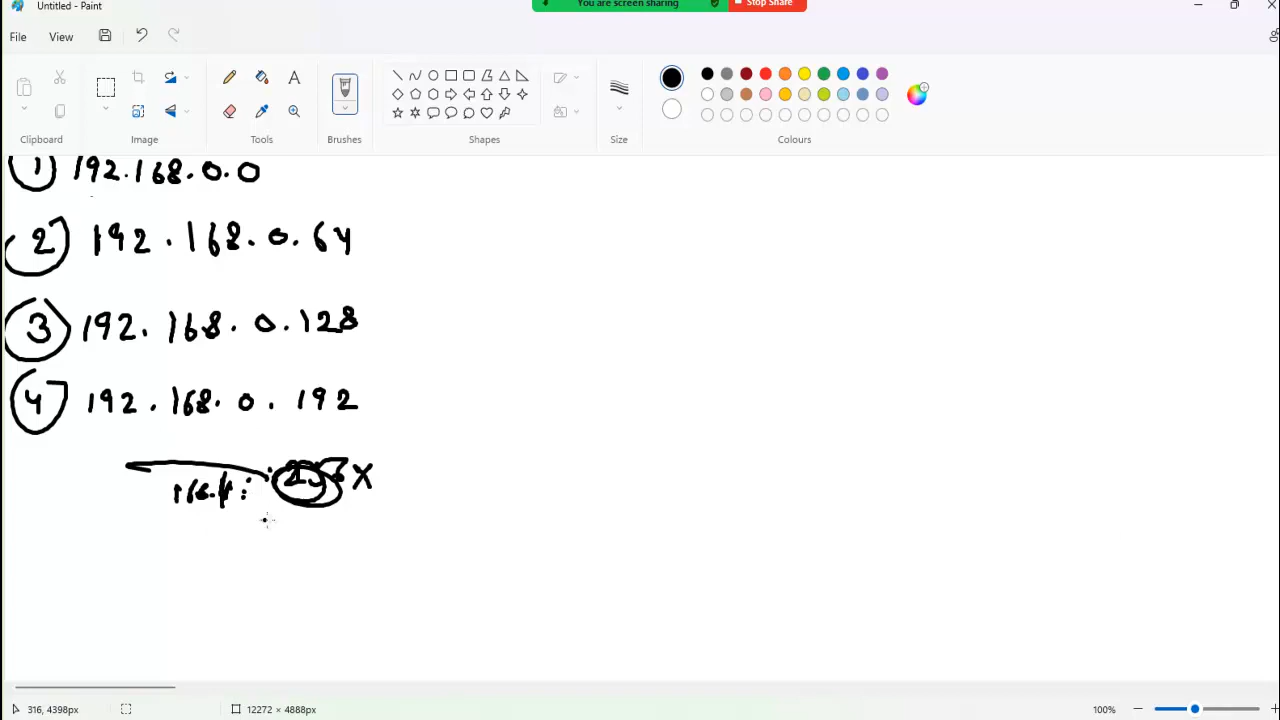 Untitled - Paint
You are screen sharing
Stop Share
File View
Clipboard
Image
Tools
Brushes
Shapes
Size
Colours
1 192.168.0.0
2 192.168.0.64
3 192.168.0.128
4 192.168.0.192
X
316, 4398px
12272 × 4888px
100%